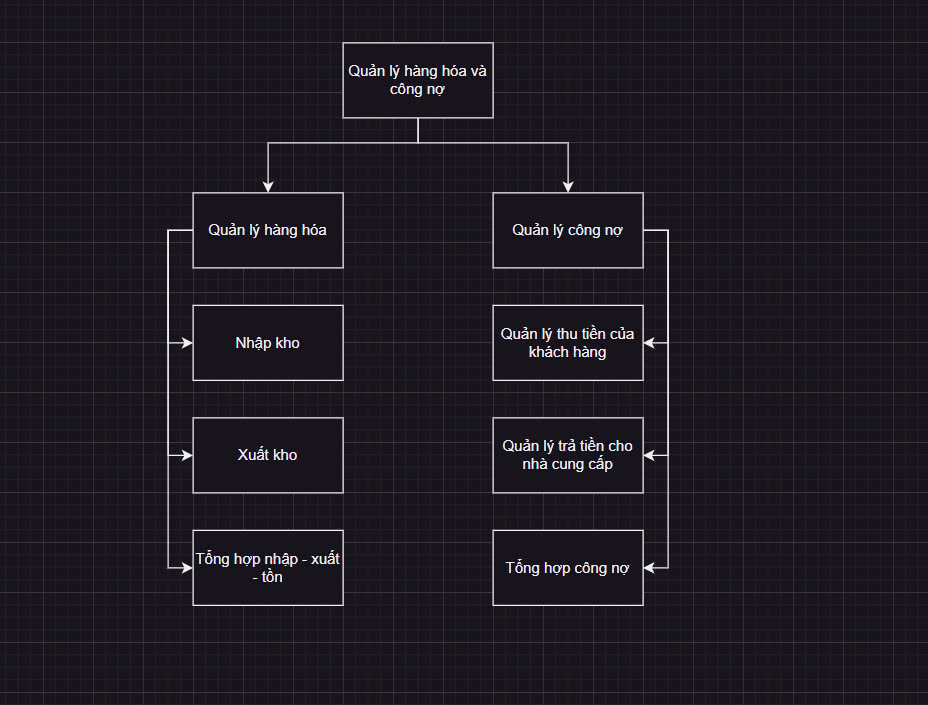 Quản lý hàng hóa và
công nợ
Quản lý hàng hóa
Quản lý công nợ
Nhập kho
Quản lý thu tiền của
khách hàng
Xuất kho
Quản lý trả tiền cho
nhà cung cấp
Tổng hợp nhập - xuất
- tồn
Tổng hợp công nợ